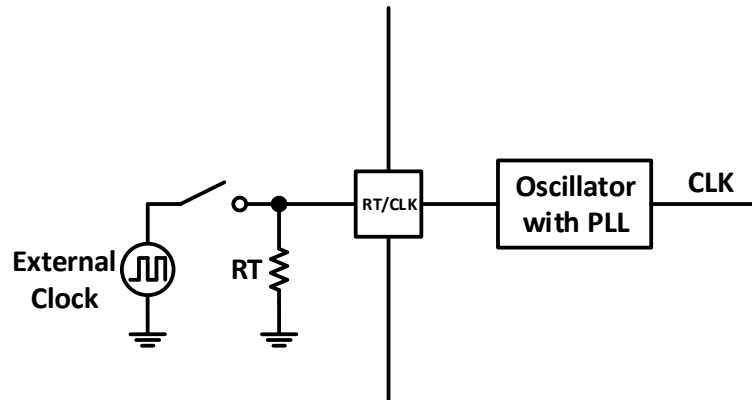 RT/CLK
Oscillator
with PLL
CLK
External
Clock
RT